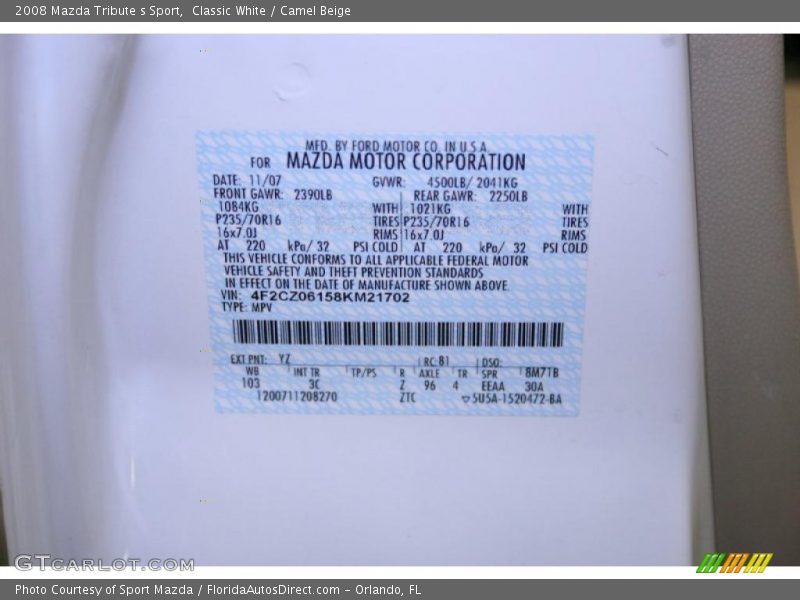 2008 Mazda Tribute s Sport,  Classic White / Camel Beige
MFD. BY FORD MOTOR CO. IN U.S.A.
FOR MAZDA MOTOR CORPORATION
DATE: 11/07 GVWR: 4500LB/ 2041KG
FRONT GAWR: 2390LB REAR GAWR: 2250LB
1084KG WITH 1021KG WITH
P235/70R16 TIRES P235/70R16 TIRES
16x7.0J RIMS 16x7.0J RIMS
AT 220 kPa/ 32 PSI COLD AT 220 kPa/ 32 PSI COLD
THIS VEHICLE CONFORMS TO ALL APPLICABLE FEDERAL MOTOR
VEHICLE SAFETY AND THEFT PREVENTION STANDARDS
IN EFFECT ON THE DATE OF MANUFACTURE SHOWN ABOVE.
VIN: 4F2CZ06158KM21702
TYPE: MPV
EXT PNT: YZ RC: 81 DSO:
WB INT TR TP/PS R AXLE TR SPR 8M71B
103 3C Z 96 4 EEAA 30A
1200711208270 ZTC ▽5U5A-1520472-BA
GTCARLOT.COM
Photo Courtesy of Sport Mazda / FloridaAutosDirect.com – Orlando, FL